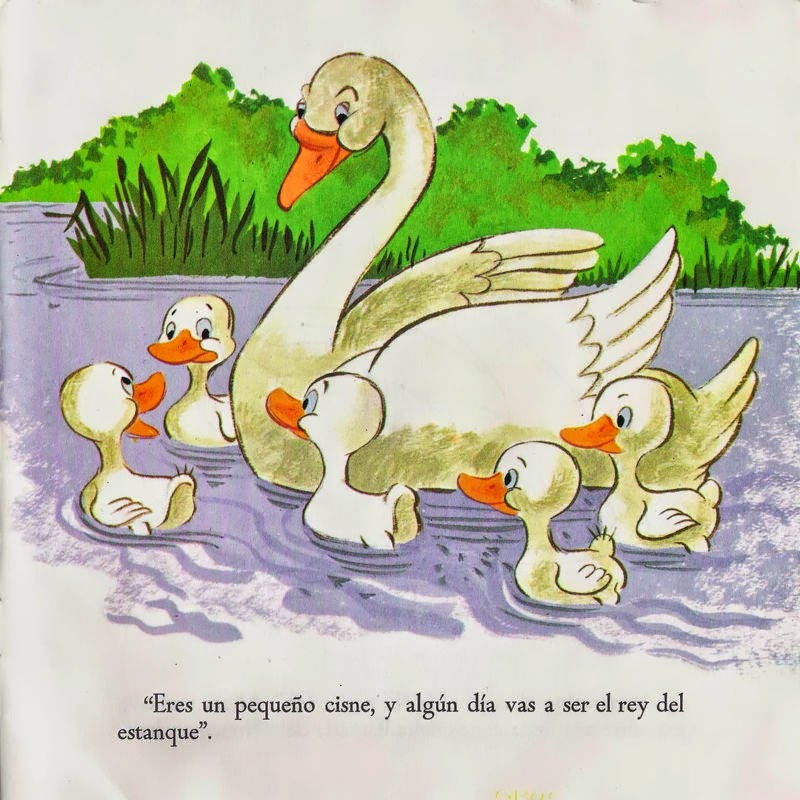 “Eres un pequeño cisne, y algún día vas a ser el rey del
estanque”.